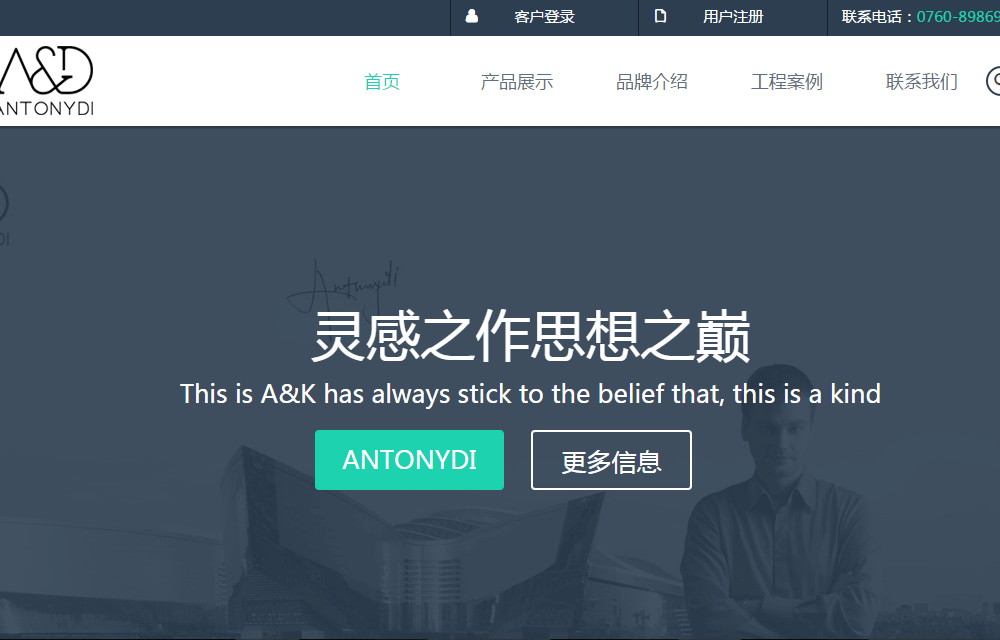 客户登录
用户注册
联系电话：0760-89869
A&D
ANTONYDI
首页
产品展示
品牌介绍
工程案例
联系我们
Antonydi
灵感之作思想之巅
This is A&K has always stick to the belief that, this is a kind
ANTONYDI
更多信息